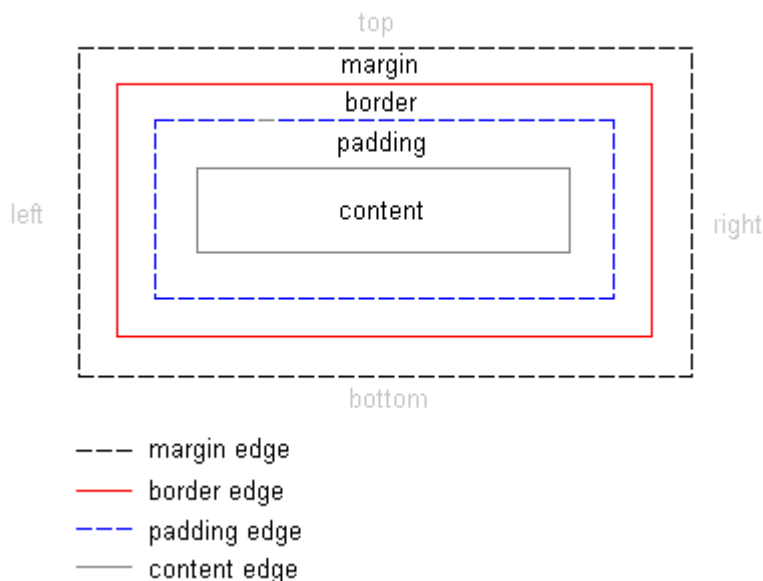 top
margin
border
padding
left
content
right
bottom
margin edge
border edge
padding edge
content edge